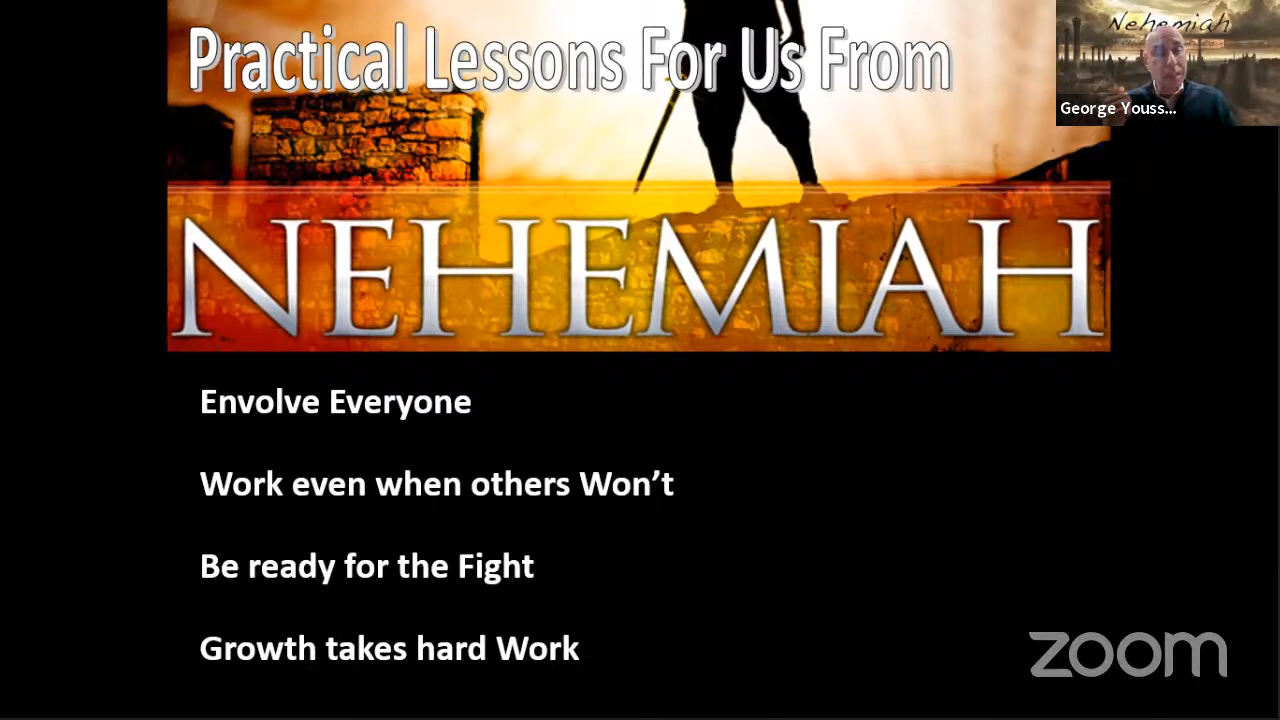 Practical Lessons For Us From
Nehemiah
George Youss...
NEHEMIAH
Envolve Everyone
Work even when others Won’t
Be ready for the Fight
Growth takes hard Work
zoom